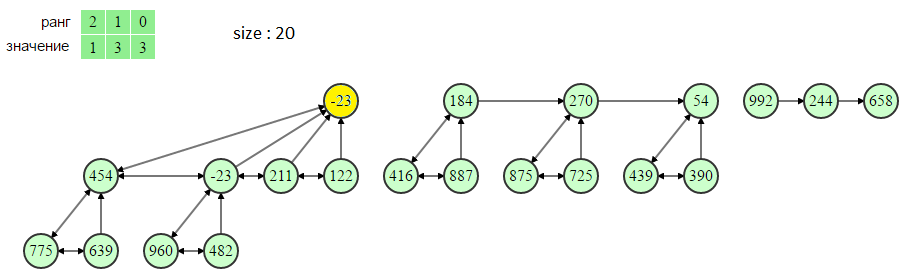 ранг 2 1 0
значение 1 3 3
size : 20
-23 184 270 54 992 244 658
454 -23 211 122 416 887 875 725 439 390
775 639 960 482